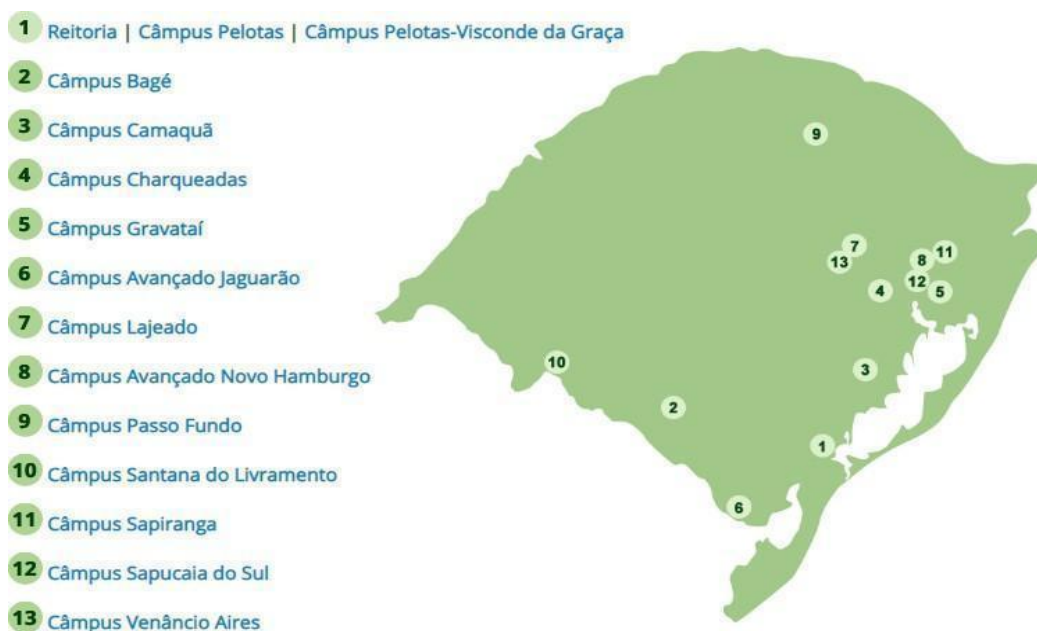 1 Reitoria | Câmpus Pelotas | Câmpus Pelotas-Visconde da Graça
2 Câmpus Bagé
3 Câmpus Camaquã
4 Câmpus Charqueadas
5 Câmpus Gravataí
6 Câmpus Avançado Jaguarão
7 Câmpus Lajeado
8 Câmpus Avançado Novo Hamburgo
9 Câmpus Passo Fundo
10 Câmpus Santana do Livramento
11 Câmpus Sapiranga
12 Câmpus Sapucaia do Sul
13 Câmpus Venâncio Aires
9
7
11
13
8
12
4
5
10
3
2
1
6